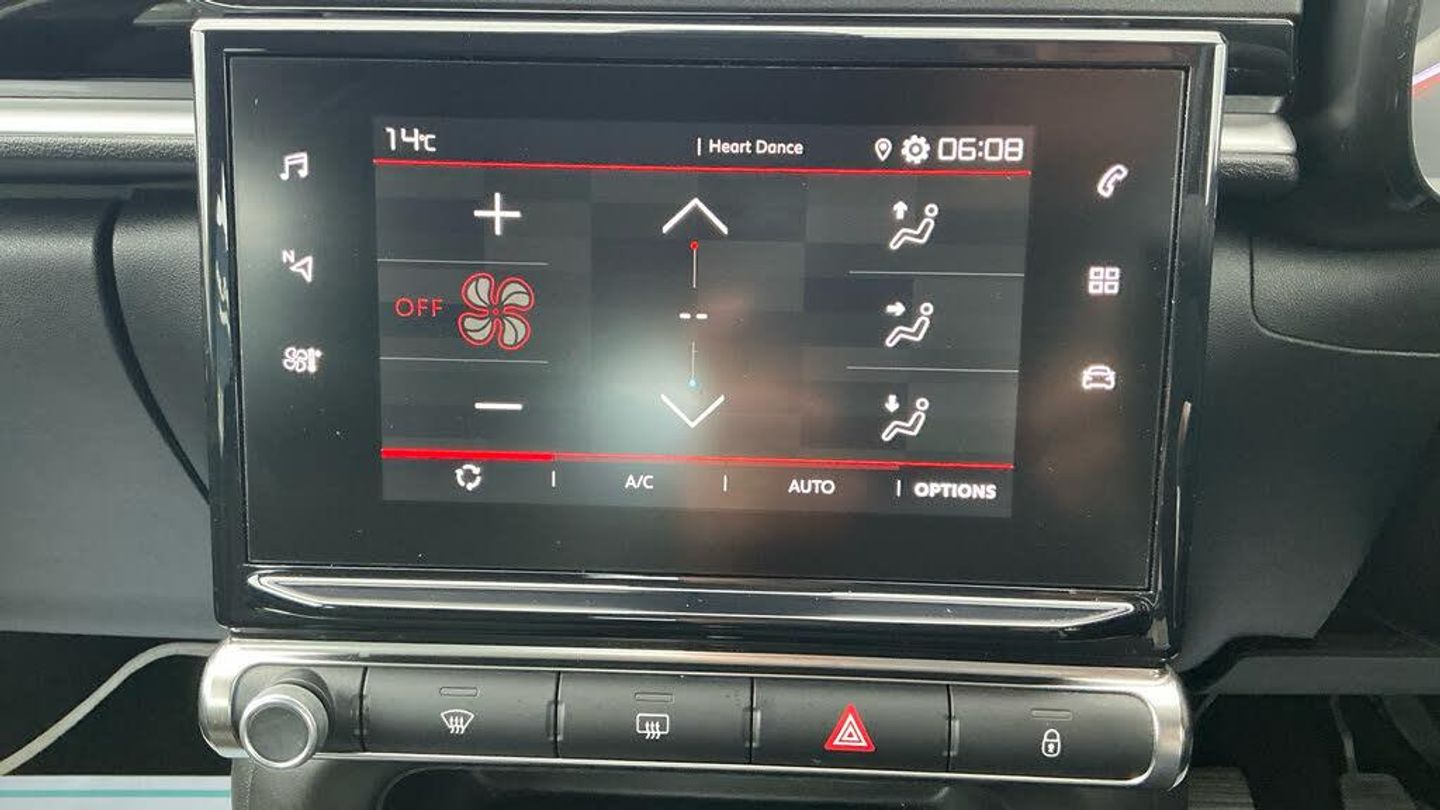 14°C
| Heart Dance
06:08
N
OFF
--
A/C
AUTO
OPTIONS